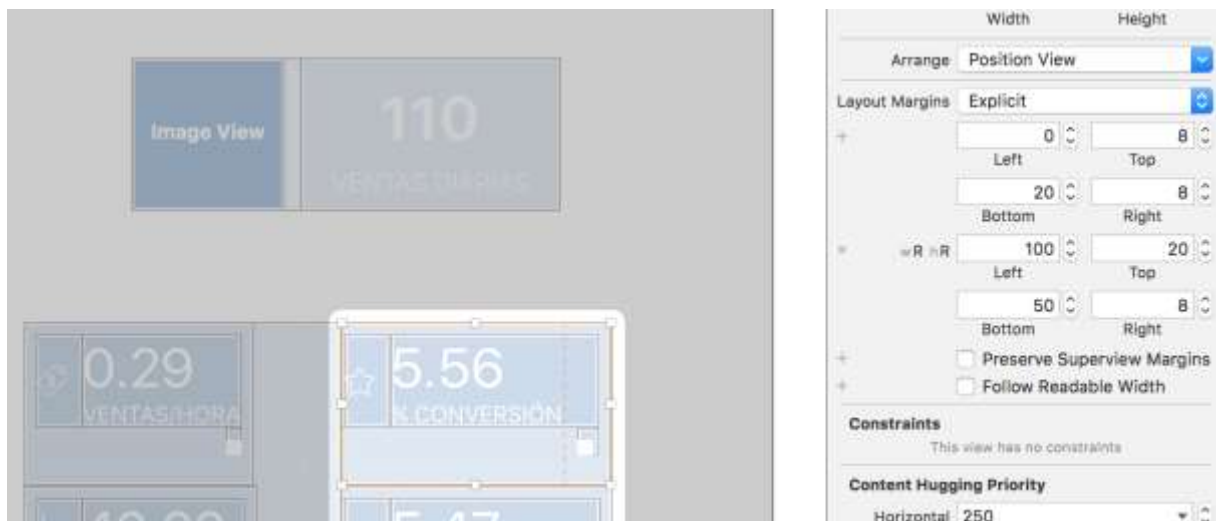 Width Height
Arrange Position View
Layout Margins Explicit
0 8
Left Top
20 8
Bottom Right
wR hR 100 20
Left Top
50 8
Bottom Right
Preserve Superview Margins
Follow Readable Width
Constraints
This view has no constraints
Content Hugging Priority
Horizontal 250
Image View
110
VENTAS DIARIAS
0.29
VENTAS/HORA
5.56
% CONVERSIÓN
5.47